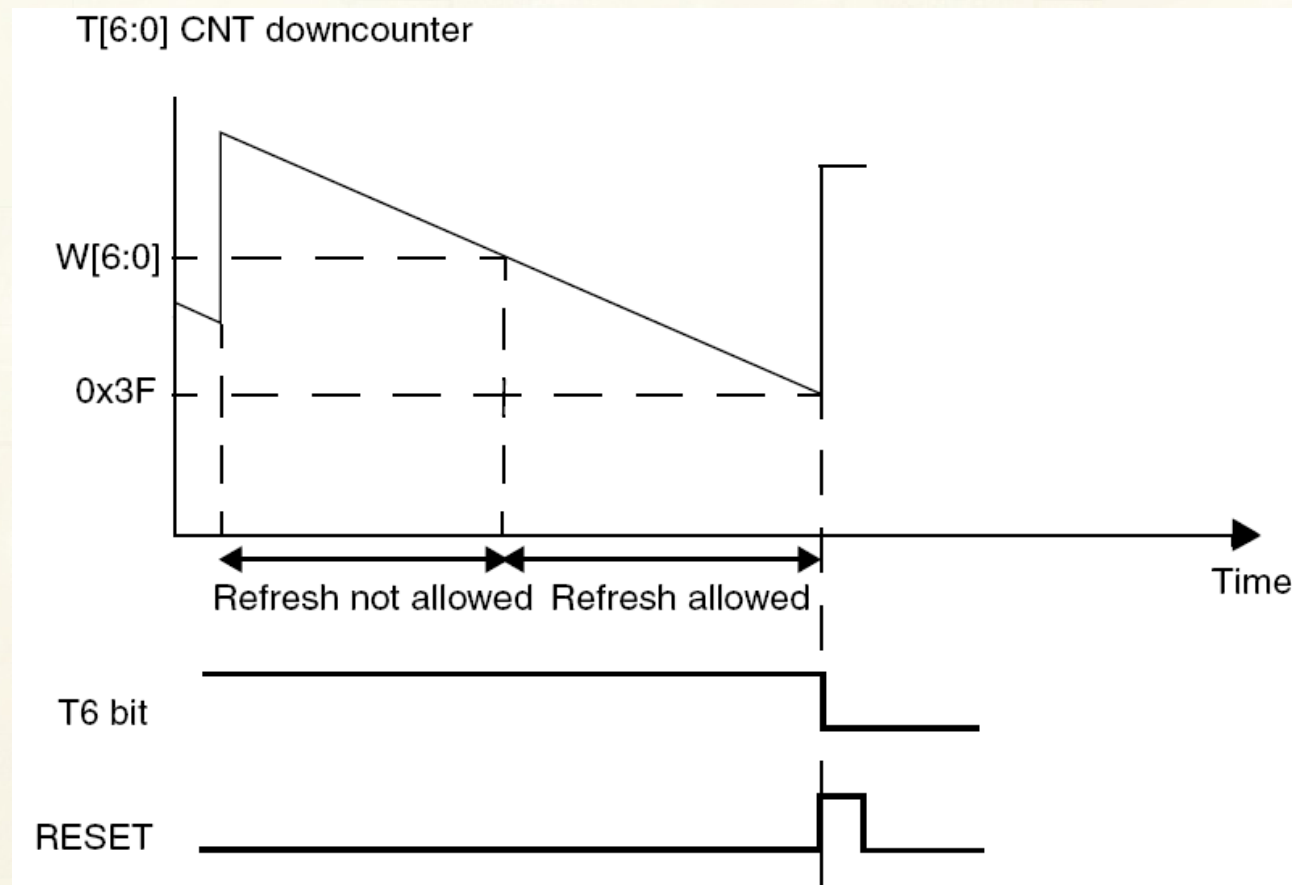 T[6:0] CNT downcounter
W[6:0]
0x3F
Refresh not allowed Refresh allowed
Time
T6 bit
RESET